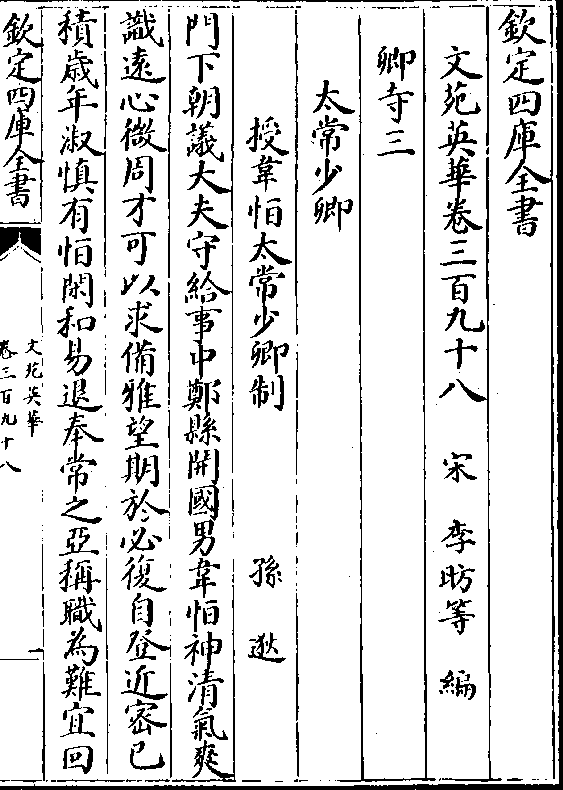 欽定四庫全書
文苑英華卷三百九十八　宋　李昉等　編
卿寺三
太常少卿
授韋怕太常少卿制　孫逖
門下朝議大夫守給事中鄭縣開國男韋怕神清氣爽
識遠心微周才可以求備雅望期於必復自登近密已
積歲年淑慎有怕閑和易退奉常之亞稱職為難宜回
欽定四庫全書
文苑英華
卷三百九十八
一